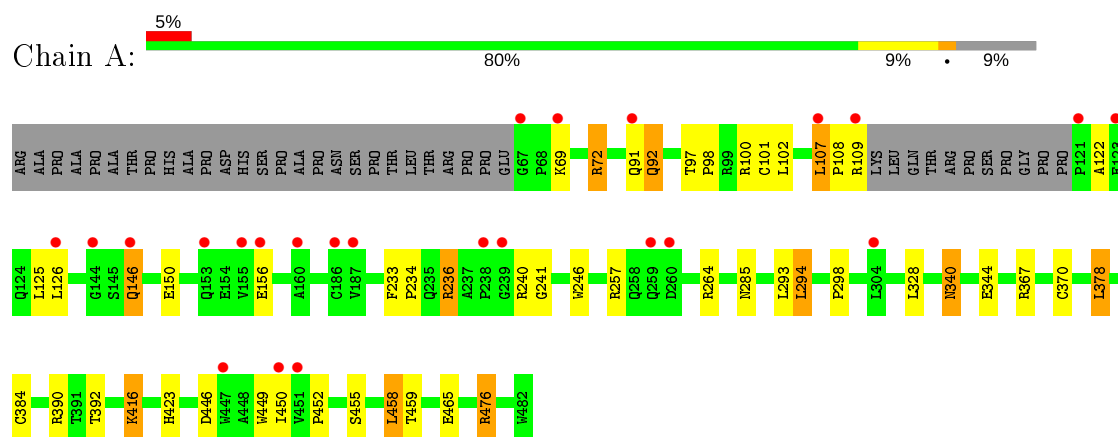 5%
Chain A:
80% 9% • 9%
ARG ALA PRO ALA PRO ALA THR PRO HIS ALA PRO ASP HIS SER PRO ALA PRO ASN SER PRO THR LEU THR ARG PRO PRO GLU G67 P68 K69 R72 Q91 Q92 T97 P98 R99 R100 C101 L102 L107 P108 R109 LYS LEU GLN THR ARG PRO SER PRO GLY PRO PRO P121 A122
Q124 L125 L126 G144 S145 Q146 E150 Q153 E154 V155 E156 A160 C186 V187 F233 P234 Q235 R236 A237 P238 G239 R240 G241 W246 R257 Q258 Q259 D260 R264 N285 L293 L294 P298 L304 L328 N340 E344 R367 C370 L378
C384 R390 T391 T392 K416 H423 D446 W447 A448 W449 I450 V451 P452 S455 L458 T459 E465 R476 W482